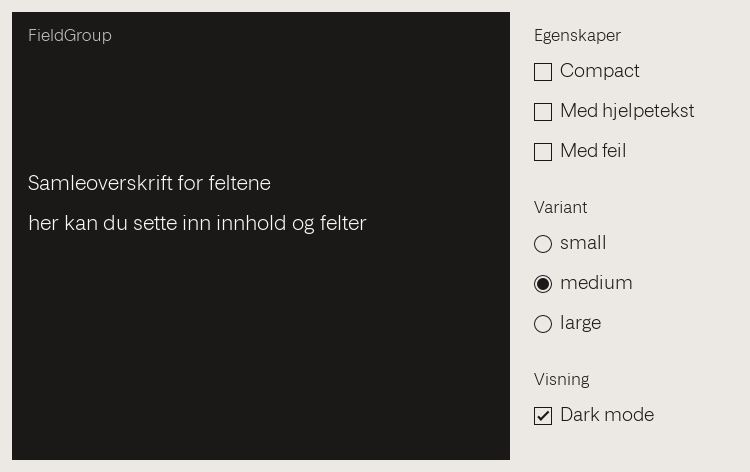 FieldGroup
Samleoverskrift for feltene
her kan du sette inn innhold og felter
Egenskaper
Compact
Med hjelpetekst
Med feil
Variant
small
medium
large
Visning
Dark mode